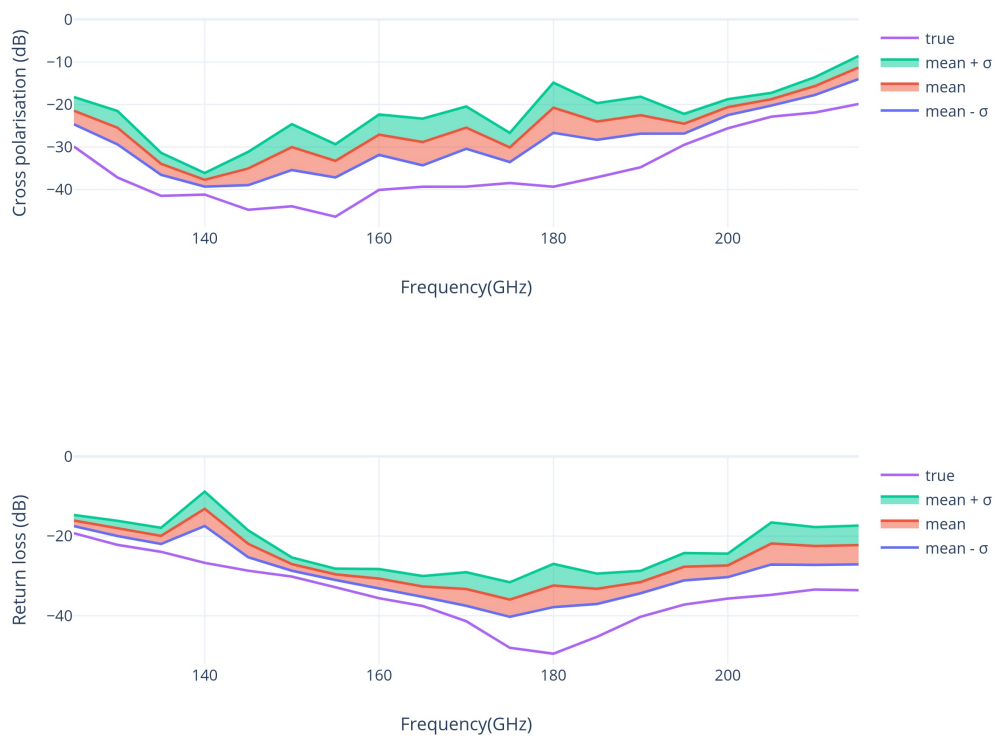 Cross polarisation (dB)
0
−10
−20
−30
−40
140
160
180
200
Frequency(GHz)
true
mean + σ
mean
mean - σ
Return loss (dB)
0
−20
−40
140
160
180
200
Frequency(GHz)
true
mean + σ
mean
mean - σ